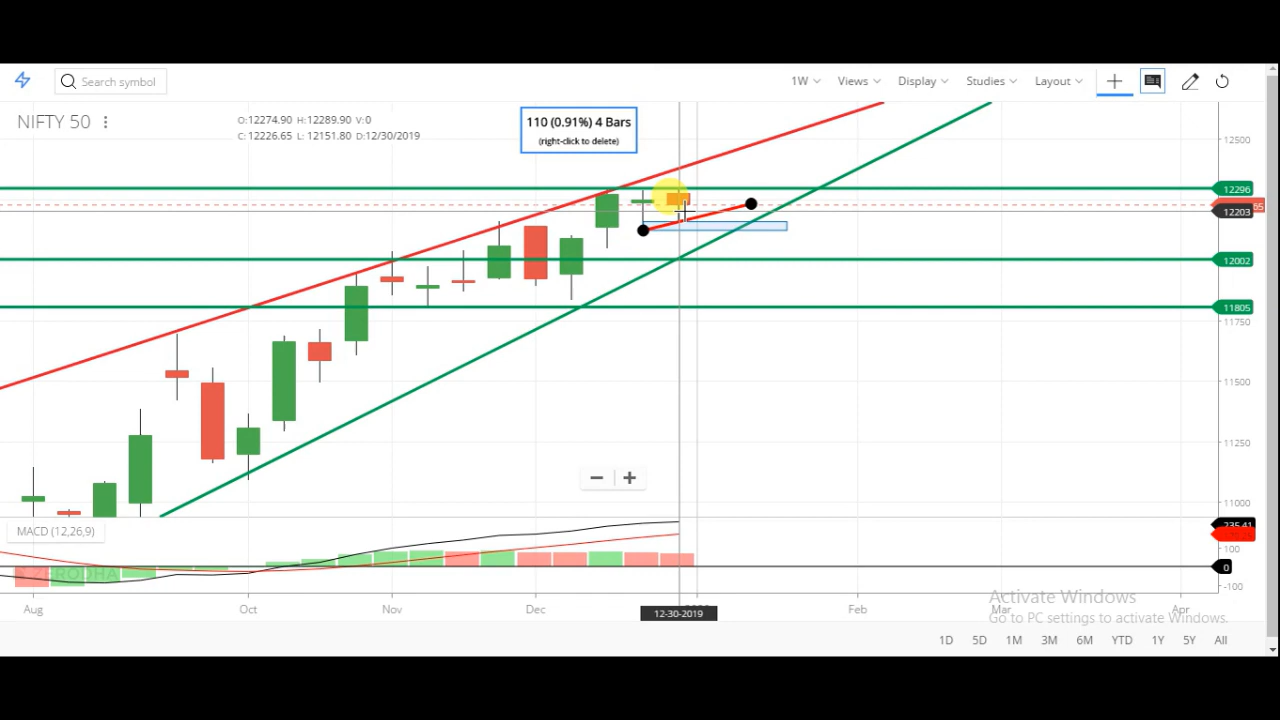 Search symbol
1W
Views
Display
Studies
Layout
NIFTY 50
O:12274.90 H:12289.90 V:0
C:12226.65 L: 12151.80 D:12/30/2019
110 (0.91%) 4 Bars
(right-click to delete)
12500
12296
65
12203
12002
11805
11750
11500
11250
11000
MACD (12,26,9)
235.41
100
0
-100
Aug
Oct
Nov
Dec
12-30-2019
Feb
Mar
Apr
Activate Windows
Go to PC settings to activate Windows.
1D 5D 1M 3M 6M YTD 1Y 5Y All